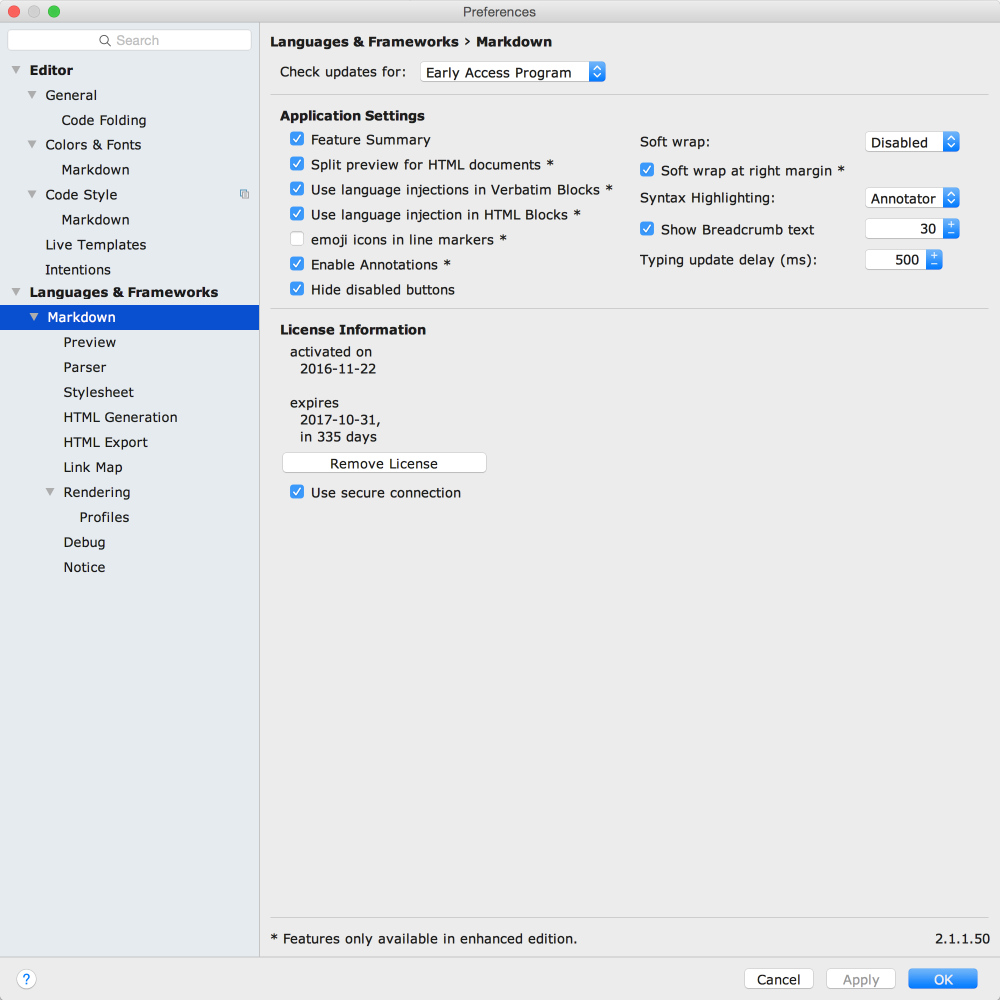 Preferences
Search
Editor
General
Code Folding
Colors & Fonts
Markdown
Code Style
Markdown
Live Templates
Intentions
Languages & Frameworks
Markdown
Preview
Parser
Stylesheet
HTML Generation
HTML Export
Link Map
Rendering
Profiles
Debug
Notice
Languages & Frameworks › Markdown
Check updates for: Early Access Program
Application Settings
Feature Summary
Split preview for HTML documents *
Use language injections in Verbatim Blocks *
Use language injection in HTML Blocks *
emoji icons in line markers *
Enable Annotations *
Hide disabled buttons
Soft wrap: Disabled
Soft wrap at right margin *
Syntax Highlighting: Annotator
Show Breadcrumb text 30
Typing update delay (ms): 500
License Information
activated on
2016-11-22
expires
2017-10-31,
in 335 days
Remove License
Use secure connection
* Features only available in enhanced edition. 2.1.1.50
? Cancel Apply OK